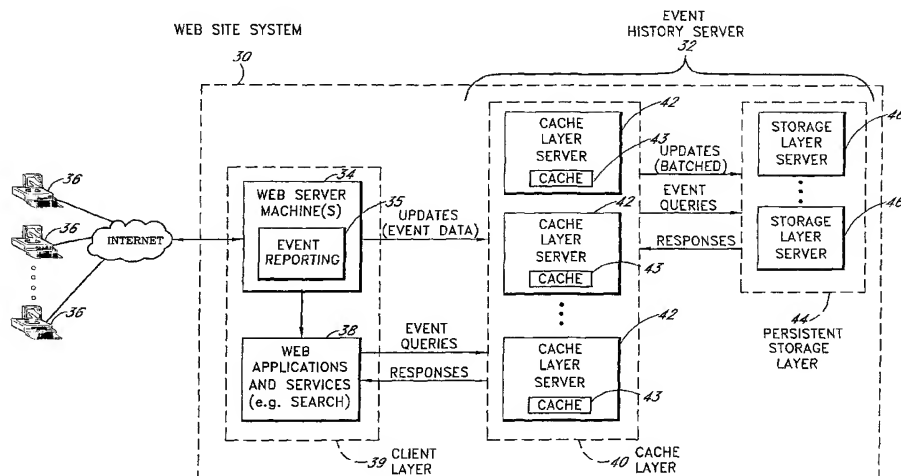 EVENT
HISTORY SERVER
WEB SITE SYSTEM
32
30
42
46
CACHE
LAYER
SERVER
43
CACHE
STORAGE
LAYER SERVER
UPDATES
(BATCHED)
34
36
WEB SERVER
MACHINE(S)
35
EVENT
REPORTING
UPDATES
(EVENT DATA)
EVENT
QUERIES
42
46
CACHE
LAYER
SERVER
43
CACHE
STORAGE
LAYER SERVER
36
INTERNET
RESPONSES
36
38
WEB
APPLICATIONS
AND SERVICES
(e.g. SEARCH)
EVENT
QUERIES
RESPONSES
42
CACHE
LAYER
SERVER
43
CACHE
44
PERSISTENT
STORAGE
LAYER
39
CLIENT
LAYER
40
CACHE
LAYER